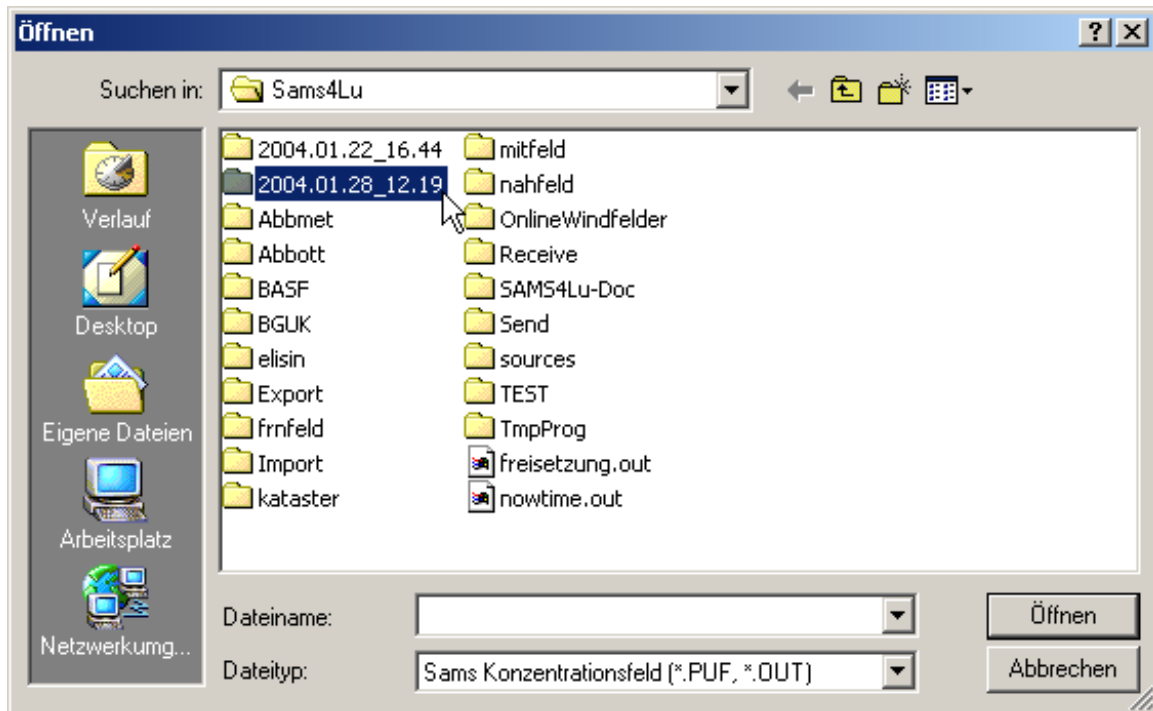 Öffnen
Suchen in: Sams4Lu
Verlauf
Desktop
Eigene Dateien
Arbeitsplatz
Netzwerkumg...
2004.01.22_16.44
2004.01.28_12.19
Abbmet
Abbott
BASF
BGUK
elisin
Export
frnfeld
Import
kataster
mitfeld
nahfeld
OnlineWindfelder
Receive
SAMS4Lu-Doc
Send
sources
TEST
TmpProg
freisetzung.out
nowtime.out
Dateiname:
Öffnen
Dateityp: Sams Konzentrationsfeld (*.PUF, *.OUT)
Abbrechen